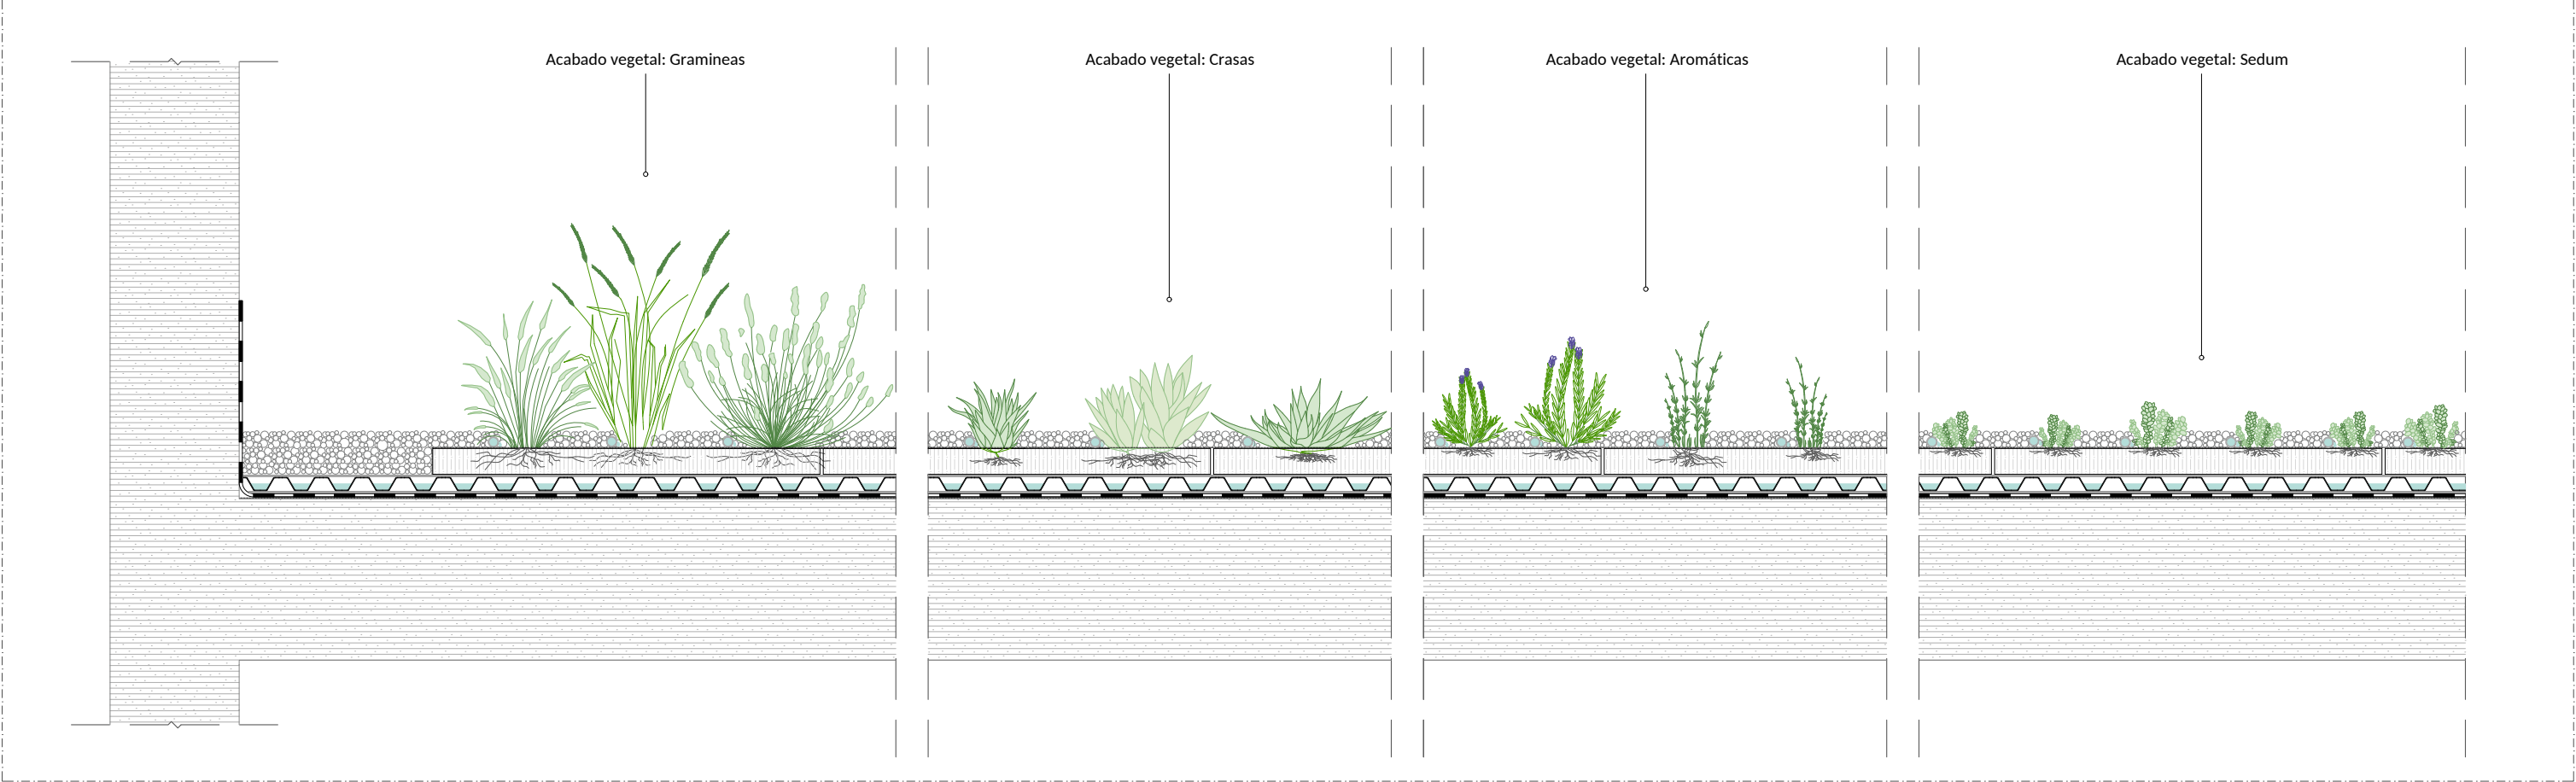 Acabado vegetal: Gramineas
Acabado vegetal: Crasas
Acabado vegetal: Aromáticas
Acabado vegetal: Sedum